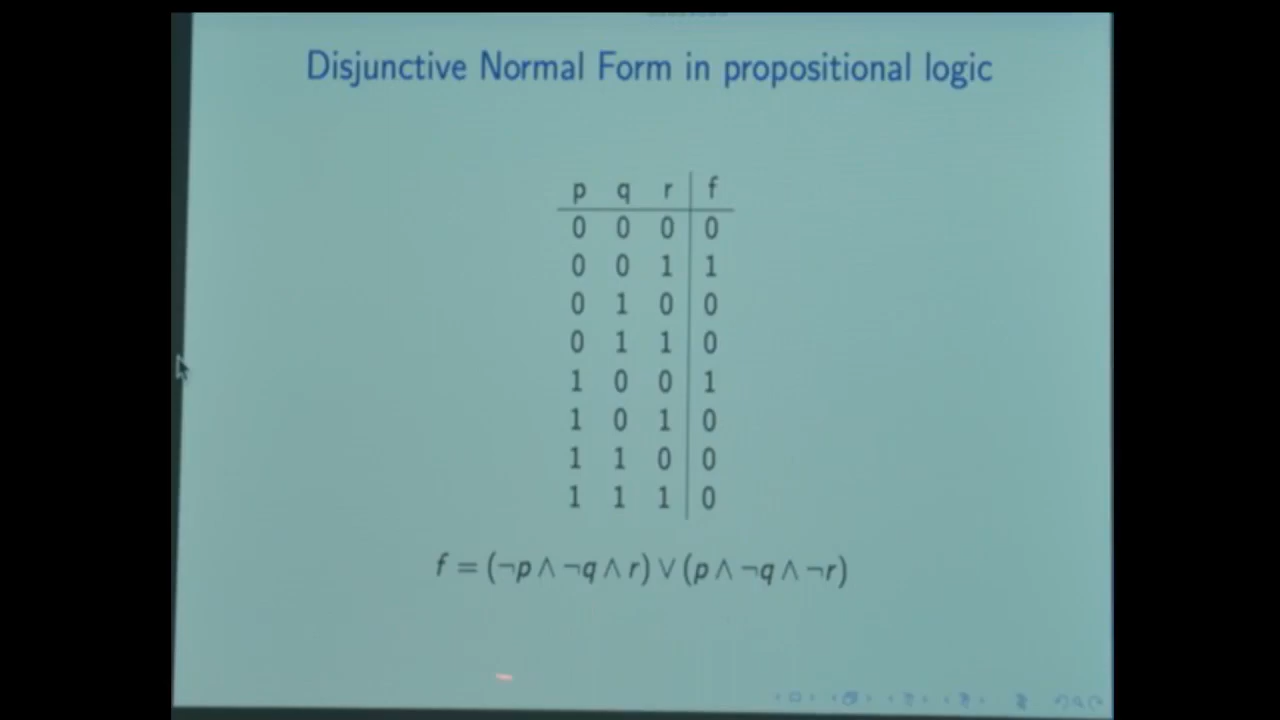 Disjunctive Normal Form in propositional logic
p q r f
0 0 0 0
0 0 1 1
0 1 0 0
0 1 1 0
1 0 0 1
1 0 1 0
1 1 0 0
1 1 1 0
f = (¬p ∧ ¬q ∧ r) ∨ (p ∧ ¬q ∧ ¬r)